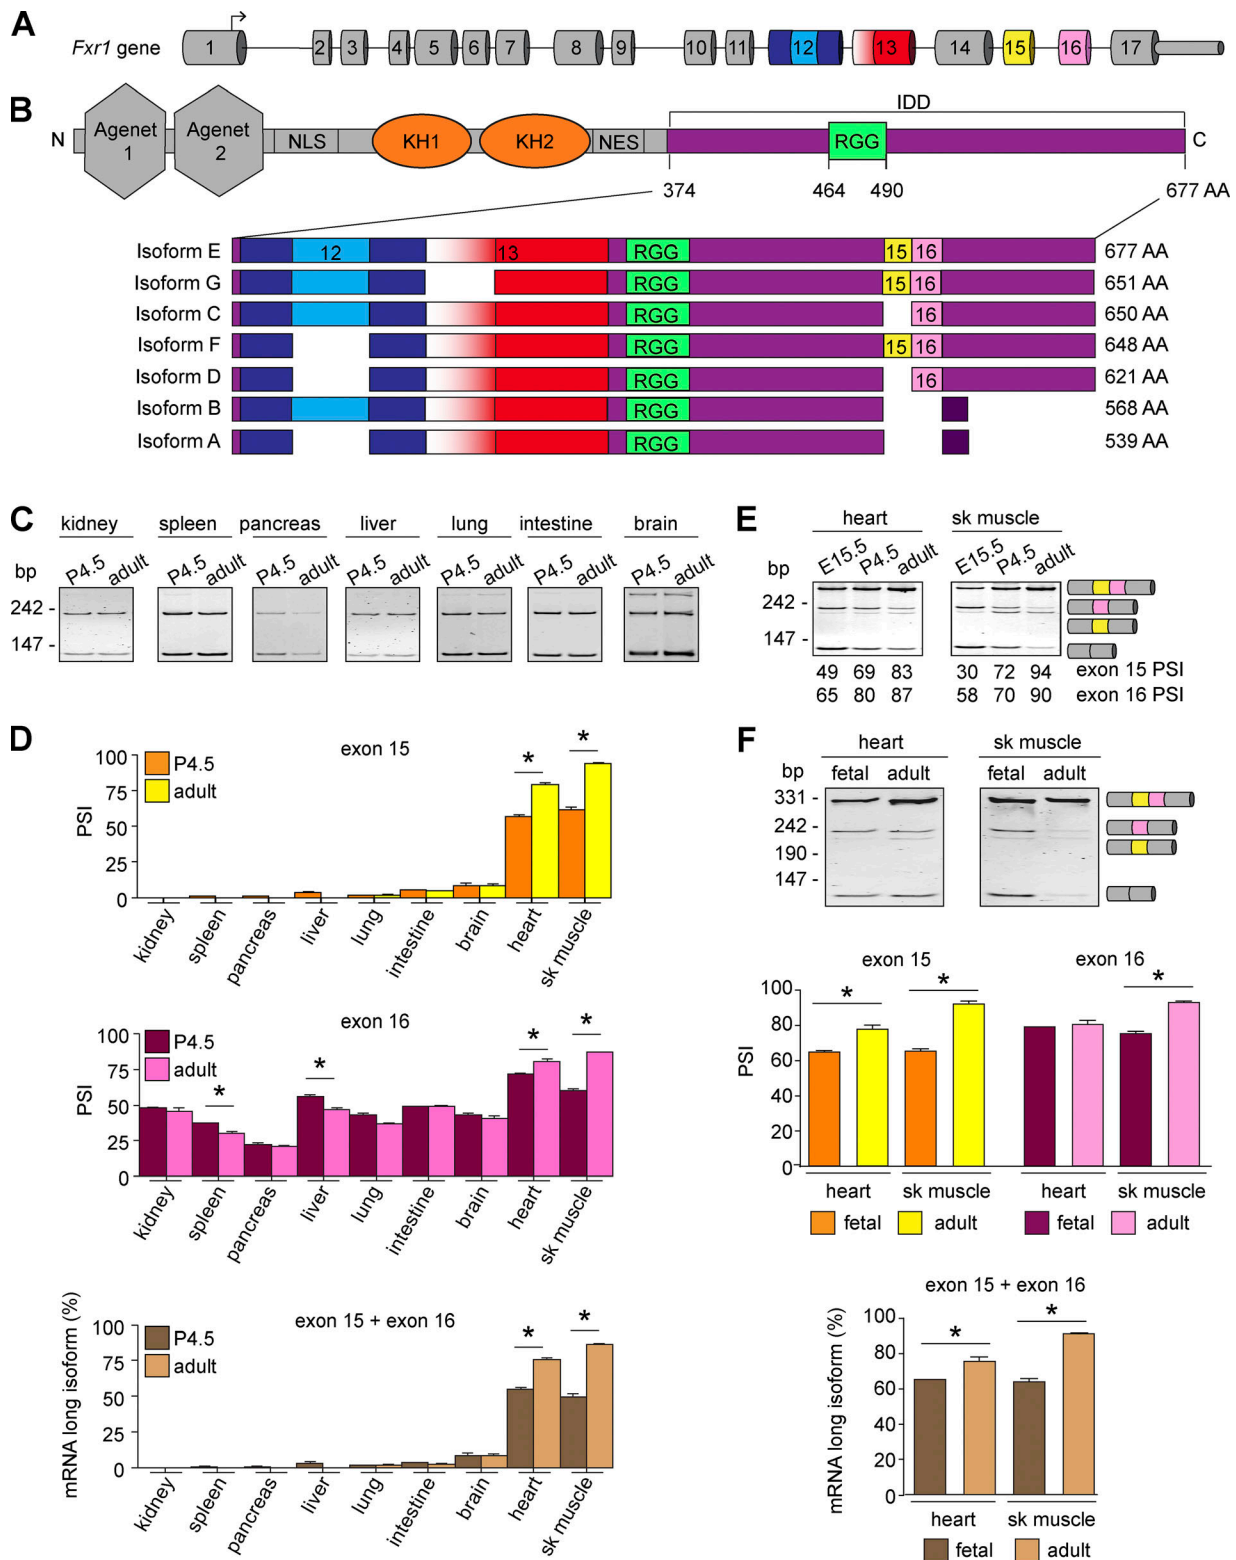 A
Fxr1 gene
1 2 3 4 5 6 7 8 9 10 11 12 13 14 15 16 17
B
IDD
N Agenet 1 Agenet 2 NLS KH1 KH2 NES RGG C
374 464 490 677 AA
Isoform E 12 13 RGG 15 16 677 AA
Isoform G RGG 15 16 651 AA
Isoform C RGG 16 650 AA
Isoform F RGG 15 16 648 AA
Isoform D RGG 16 621 AA
Isoform B RGG 568 AA
Isoform A RGG 539 AA
C
kidney spleen pancreas liver lung intestine brain
bp P4.5 adult P4.5 adult P4.5 adult P4.5 adult P4.5 adult P4.5 adult P4.5 adult
242 -
147 -
E
heart sk muscle
bp E15.5 P4.5 adult E15.5 P4.5 adult
242 -
147 -
49 69 83 30 72 94 exon 15 PSI
65 80 87 58 70 90 exon 16 PSI
D
exon 15
P4.5
adult
PSI
100
75
50
25
0
* *
kidney spleen pancreas liver lung intestine brain heart sk muscle
exon 16
P4.5
adult
PSI
100
75
50
25
0
* * * *
kidney spleen pancreas liver lung intestine brain heart sk muscle
exon 15 + exon 16
P4.5
adult
mRNA long isoform (%)
100
75
50
25
0
* *
kidney spleen pancreas liver lung intestine brain heart sk muscle
F
heart sk muscle
bp fetal adult fetal adult
331 -
242 -
190 -
147 -
exon 15 exon 16
PSI
100
80
60
40
20
0
* * *
heart sk muscle heart sk muscle
fetal adult fetal adult
exon 15 + exon 16
mRNA long isoform (%)
100
80
60
40
20
0
* *
heart sk muscle
fetal adult